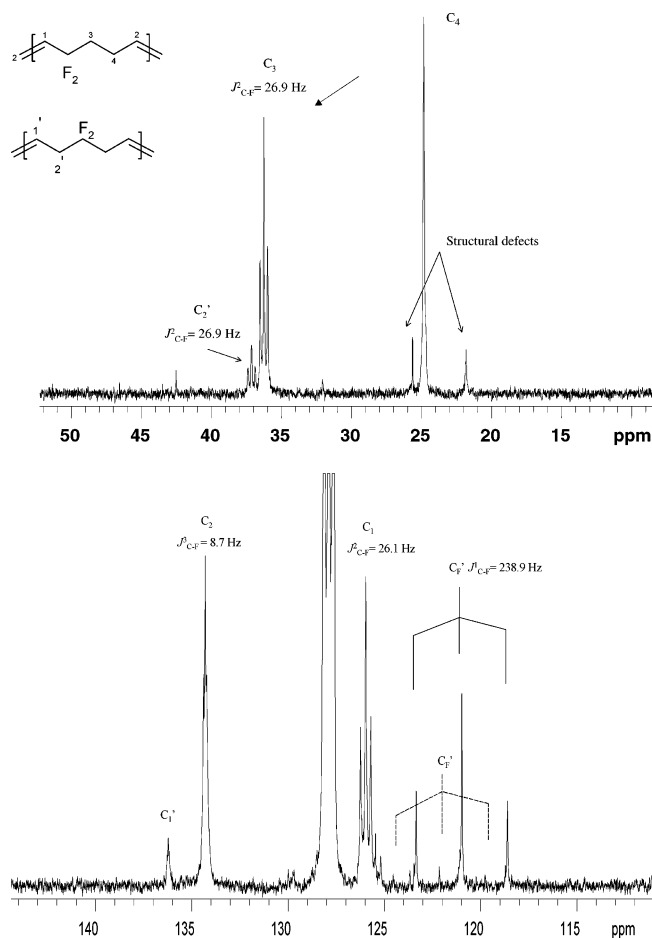 C4
1 3 2
2 4
F2
C3
J²C-F= 26.9 Hz
1'
F2
2'
Structural defects
C2'
J²C-F= 26.9 Hz
50 45 40 35 30 25 20 15 ppm
C2
J³C-F= 8.7 Hz
C1
J²C-F= 26.1 Hz
CF' J¹C-F= 238.9 Hz
CF'
C1'
140 135 130 125 120 115 ppm